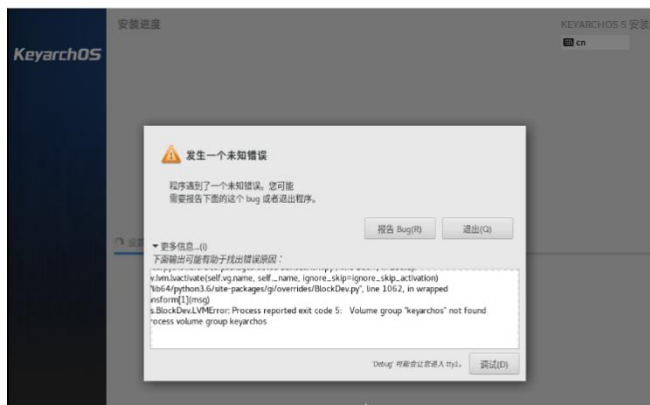 安装进度
KEYARCHOS 5 安装
cn
KeyarchOS
发生一个未知错误
程序遇到了一个未知错误。您可能
需要报告下面的这个 bug 或者退出程序。
报告 Bug(R)
退出(Q)
更多信息...(i)
下面输出可能有助于找出错误原因：
v.lvm.lvactivate(self.vg.name, self._name, ignore_skip=ignore_skip_activation)
"lib64/python3.6/site-packages/gi/overrides/BlockDev.py", line 1062, in wrapped
nsform[1](msg)
s.BlockDev.LVMError: Process reported exit code 5: Volume group "keyarchos" not found
rocess volume group keyarchos
'Debug' 可能会让您进入 tty1。
调试(D)